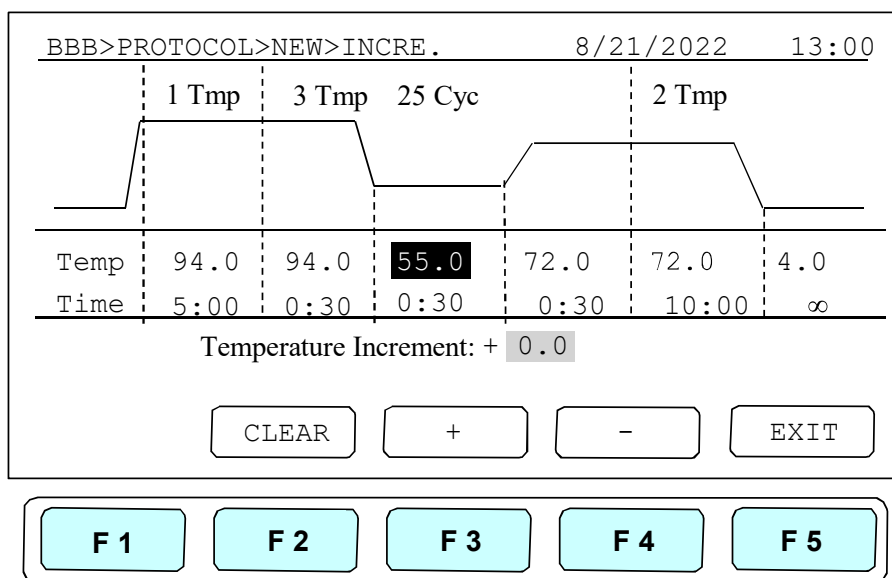 BBB>PROTOCOL>NEW>INCRE. 8/21/2022 13:00
1 Tmp 3 Tmp 25 Cyc 2 Tmp
Temp 94.0 94.0 55.0 72.0 72.0 4.0
Time 5:00 0:30 0:30 0:30 10:00 ∞
Temperature Increment: + 0.0
CLEAR + - EXIT
F 1 F 2 F 3 F 4 F 5